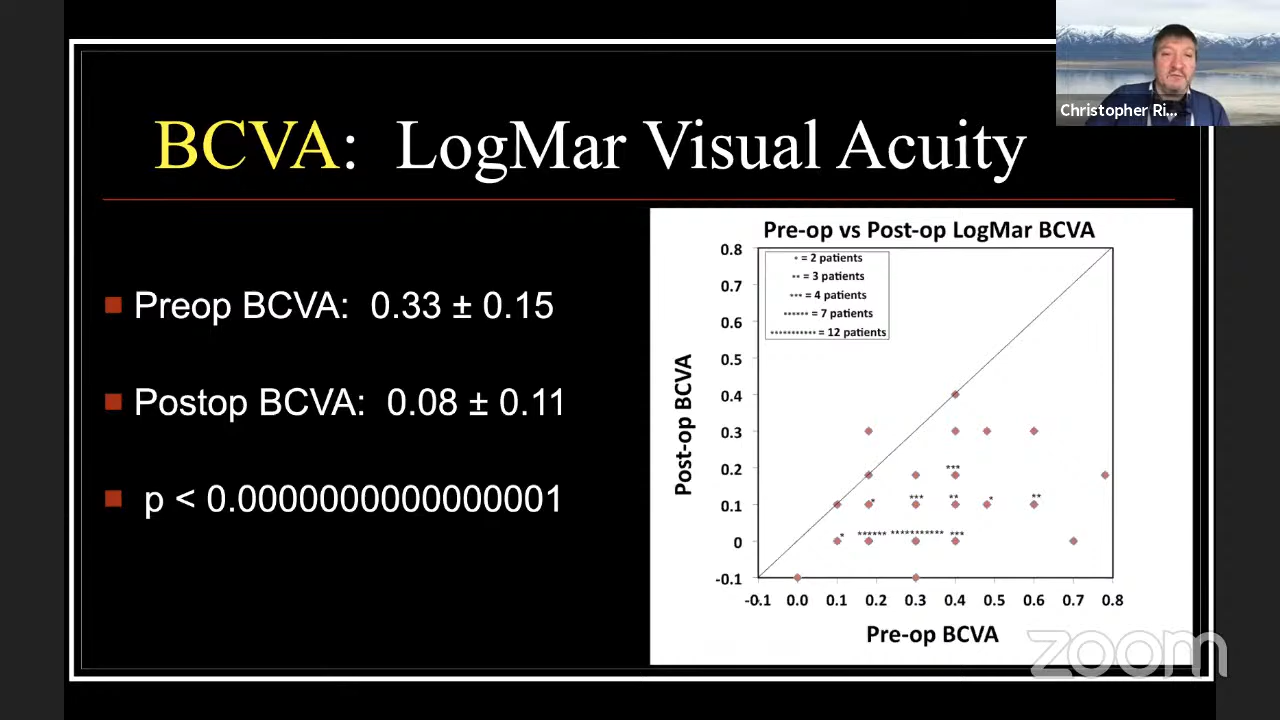 Christopher Ri...
BCVA: LogMar Visual Acuity
Preop BCVA: 0.33 ± 0.15
Postop BCVA: 0.08 ± 0.11
p < 0.0000000000000001
Pre-op vs Post-op LogMar BCVA
* = 2 patients
** = 3 patients
*** = 4 patients
****** = 7 patients
*********** = 12 patients
Post-op BCVA
0.8
0.7
0.6
0.5
0.4
0.3
0.2
0.1
0
-0.1
***
* *** ** * **
* ****** *********** ***
-0.1 0.0 0.1 0.2 0.3 0.4 0.5 0.6 0.7 0.8
Pre-op BCVA
zoom